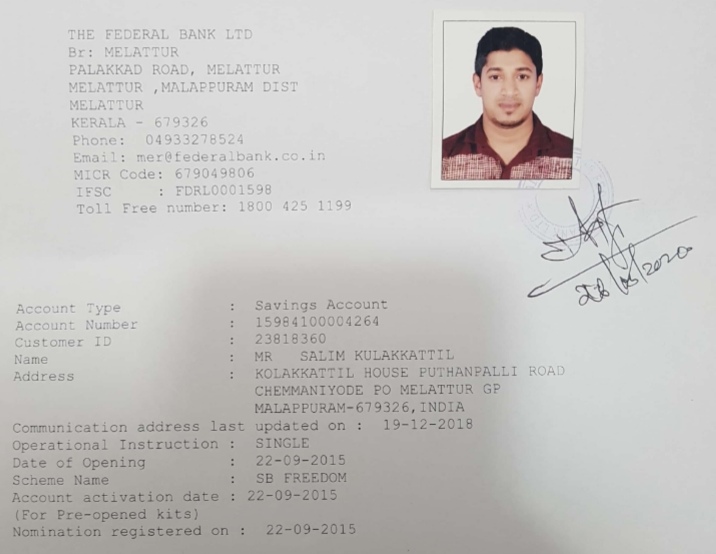 THE FEDERAL BANK LTD
Br: MELATTUR
PALAKKAD ROAD, MELATTUR
MELATTUR ,MALAPPURAM DIST
MELATTUR
KERALA - 679326
Phone:  04933278524
Email: mer@federalbank.co.in
MICR Code: 679049806
IFSC     : FDRL0001598
Toll Free number: 1800 425 1199
Account Type : Savings Account
Account Number : 15984100004264
Customer ID : 23818360
Name : MR   SALIM KULAKKATTIL
Address : KOLAKKATTIL HOUSE PUTHANPALLI ROAD
CHEMMANIYODE PO MELATTUR GP
MALAPPURAM-679326,INDIA
Communication address last updated on :  19-12-2018
Operational Instruction : SINGLE
Date of Opening : 22-09-2015
Scheme Name : SB FREEDOM
Account activation date : 22-09-2015
(For Pre-opened kits)
Nomination registered on :  22-09-2015